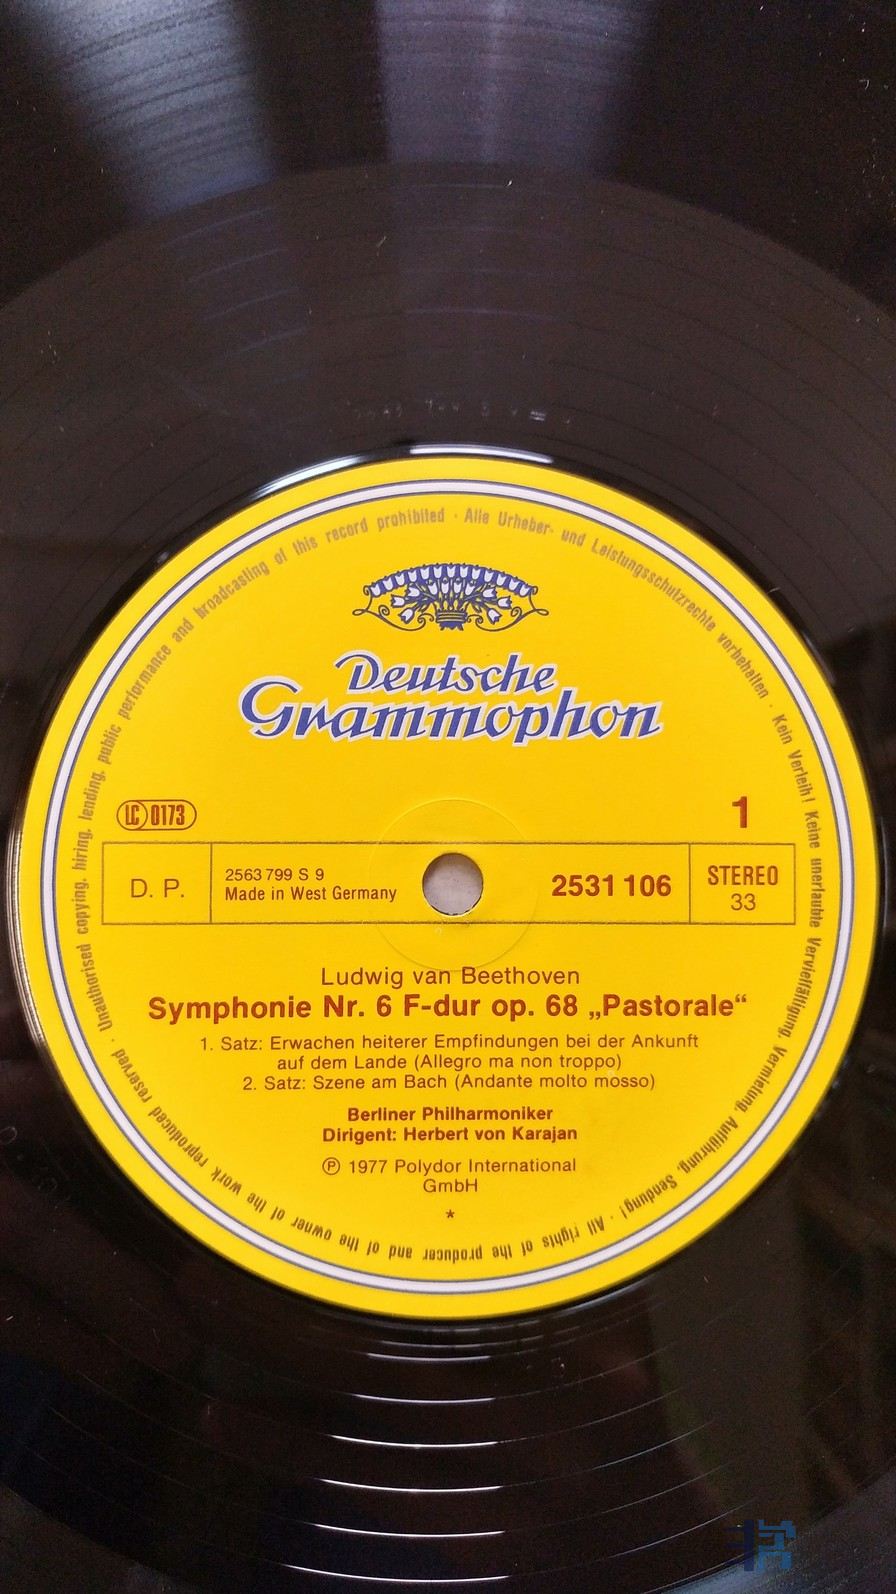 Unauthorised copying, hiring, lending, public performance and broadcasting of this record prohibited · Alle Urheber- und Leistungsschutzrechte vorbehalten · Kein Verleih! Keine unerlaubte Vervielfältigung, Vermietung, Aufführung, Sendung! · All rights of the producer and of the owner of the work reproduced reserved ·
Deutsche
Grammophon
LC 0173
1
D. P.
2563 799 S 9
Made in West Germany
2531 106
STEREO
33
Ludwig van Beethoven
Symphonie Nr. 6 F-dur op. 68 „Pastorale“
1. Satz: Erwachen heiterer Empfindungen bei der Ankunft
auf dem Lande (Allegro ma non troppo)
2. Satz: Szene am Bach (Andante molto mosso)
Berliner Philharmoniker
Dirigent: Herbert von Karajan
℗ 1977 Polydor International
GmbH
*